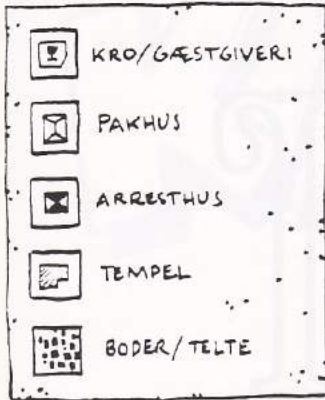 KRO/GÆSTGIVERI
PAKHUS
ARRESTHUS
TEMPEL
BODER/TELTE